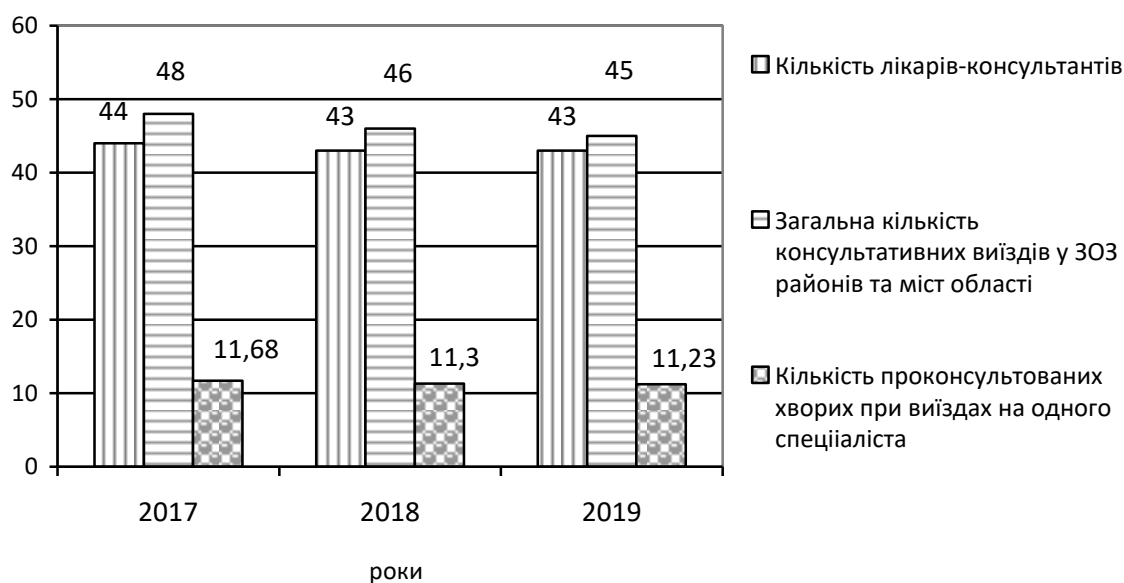 60
50
40
30
20
10
0
44
48
11,68
43
46
11,3
43
45
11,23
2017
2018
2019
роки
Кількість лікарів-консультантів
Загальна кількість
консультативних виїздів у ЗОЗ
районів та міст області
Кількість проконсультованих
хворих при виїздах на одного
спецііаліста